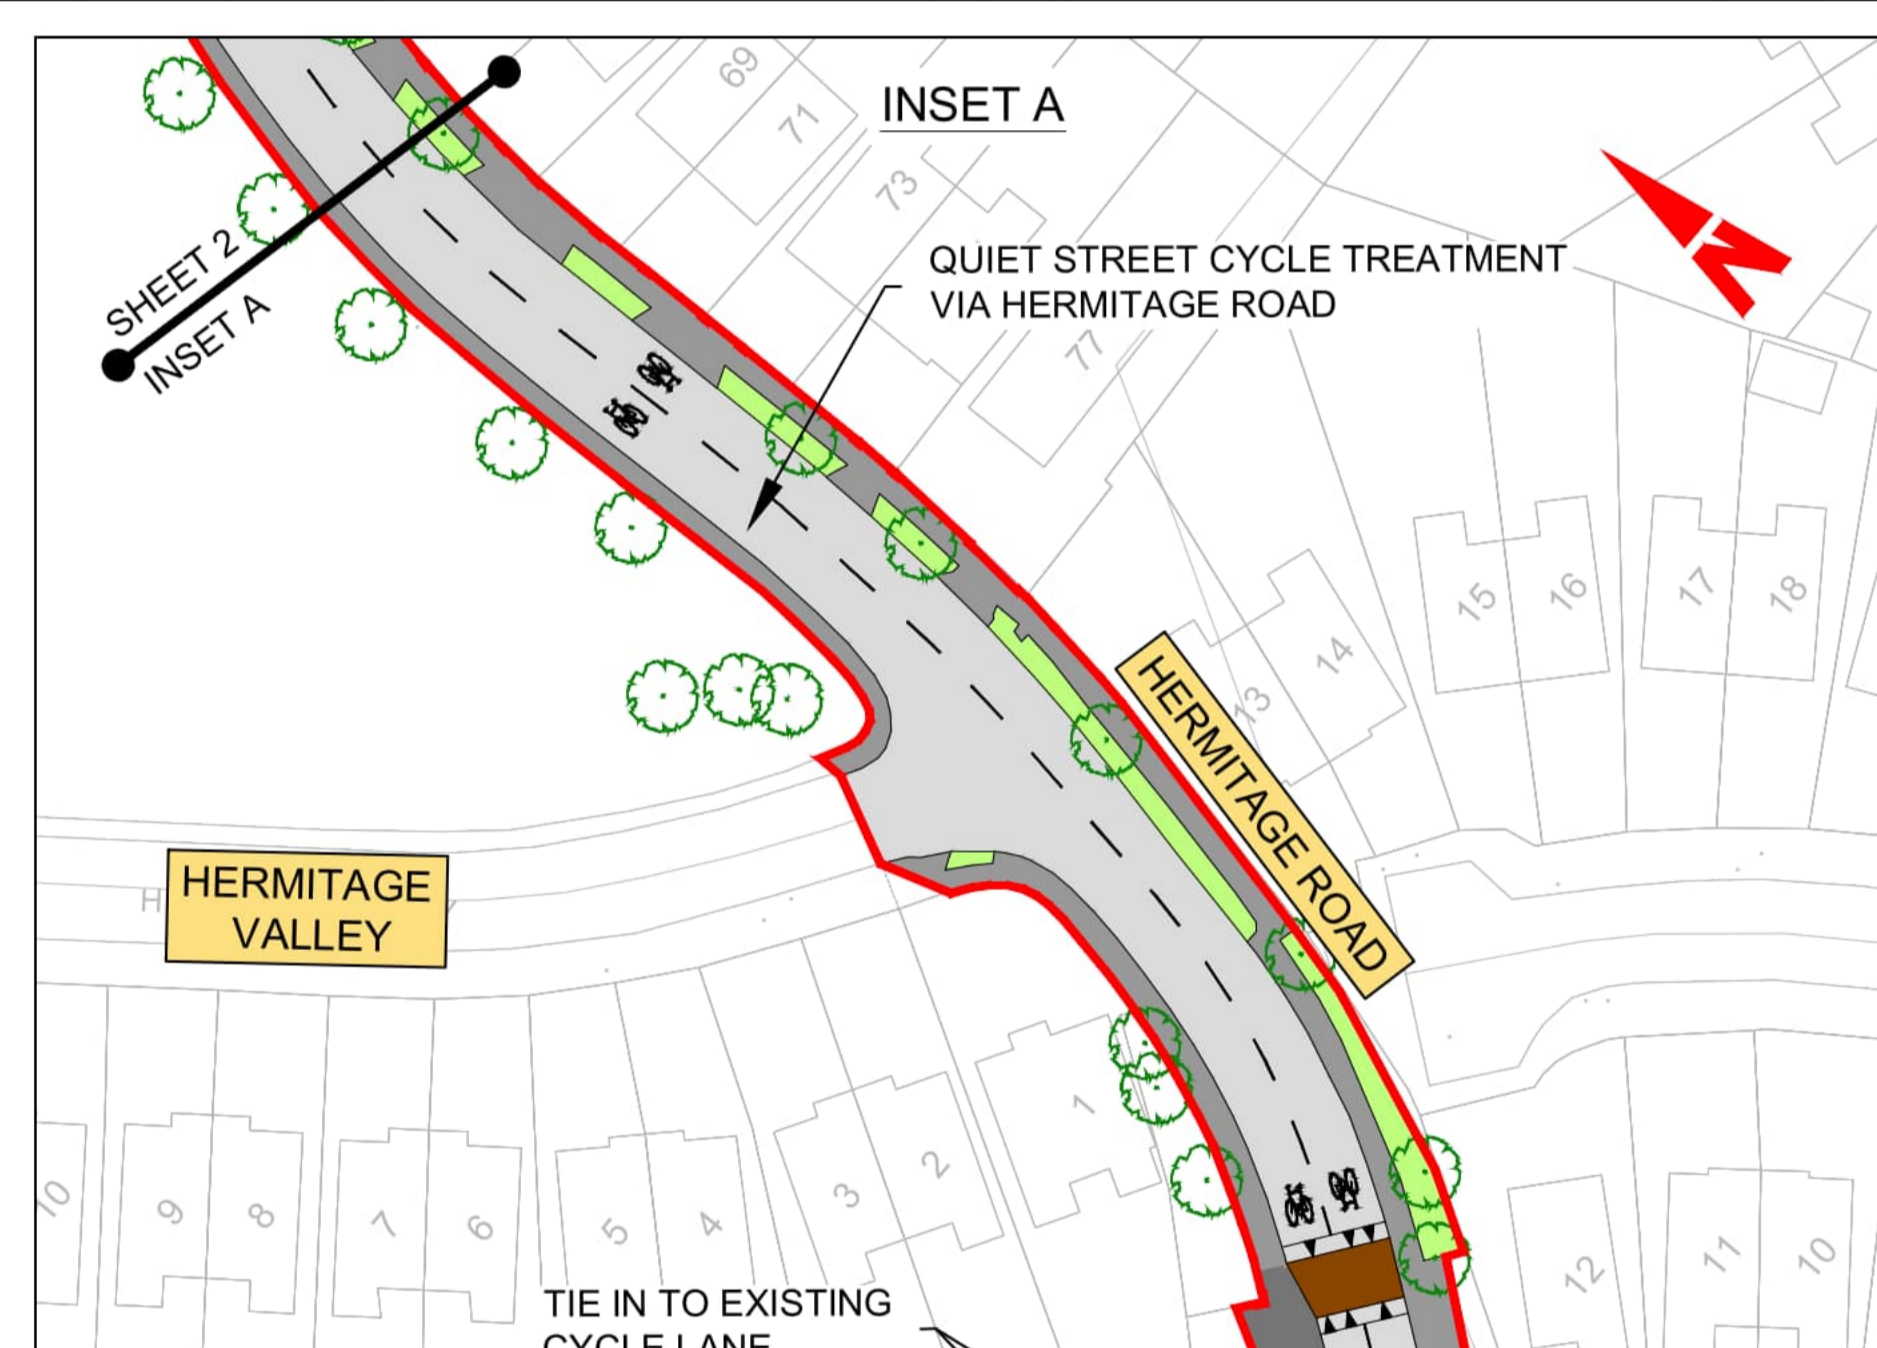 69
71
INSET A
73
QUIET STREET CYCLE TREATMENT
VIA HERMITAGE ROAD
SHEET 2
INSET A
77
N
15
16
17
18
14
13
HERMITAGE ROAD
HERMITAGE
VALLEY
H
1
2
3
4
5
6
7
8
9
10
12
11
10
TIE IN TO EXISTING
CYCLE LANE